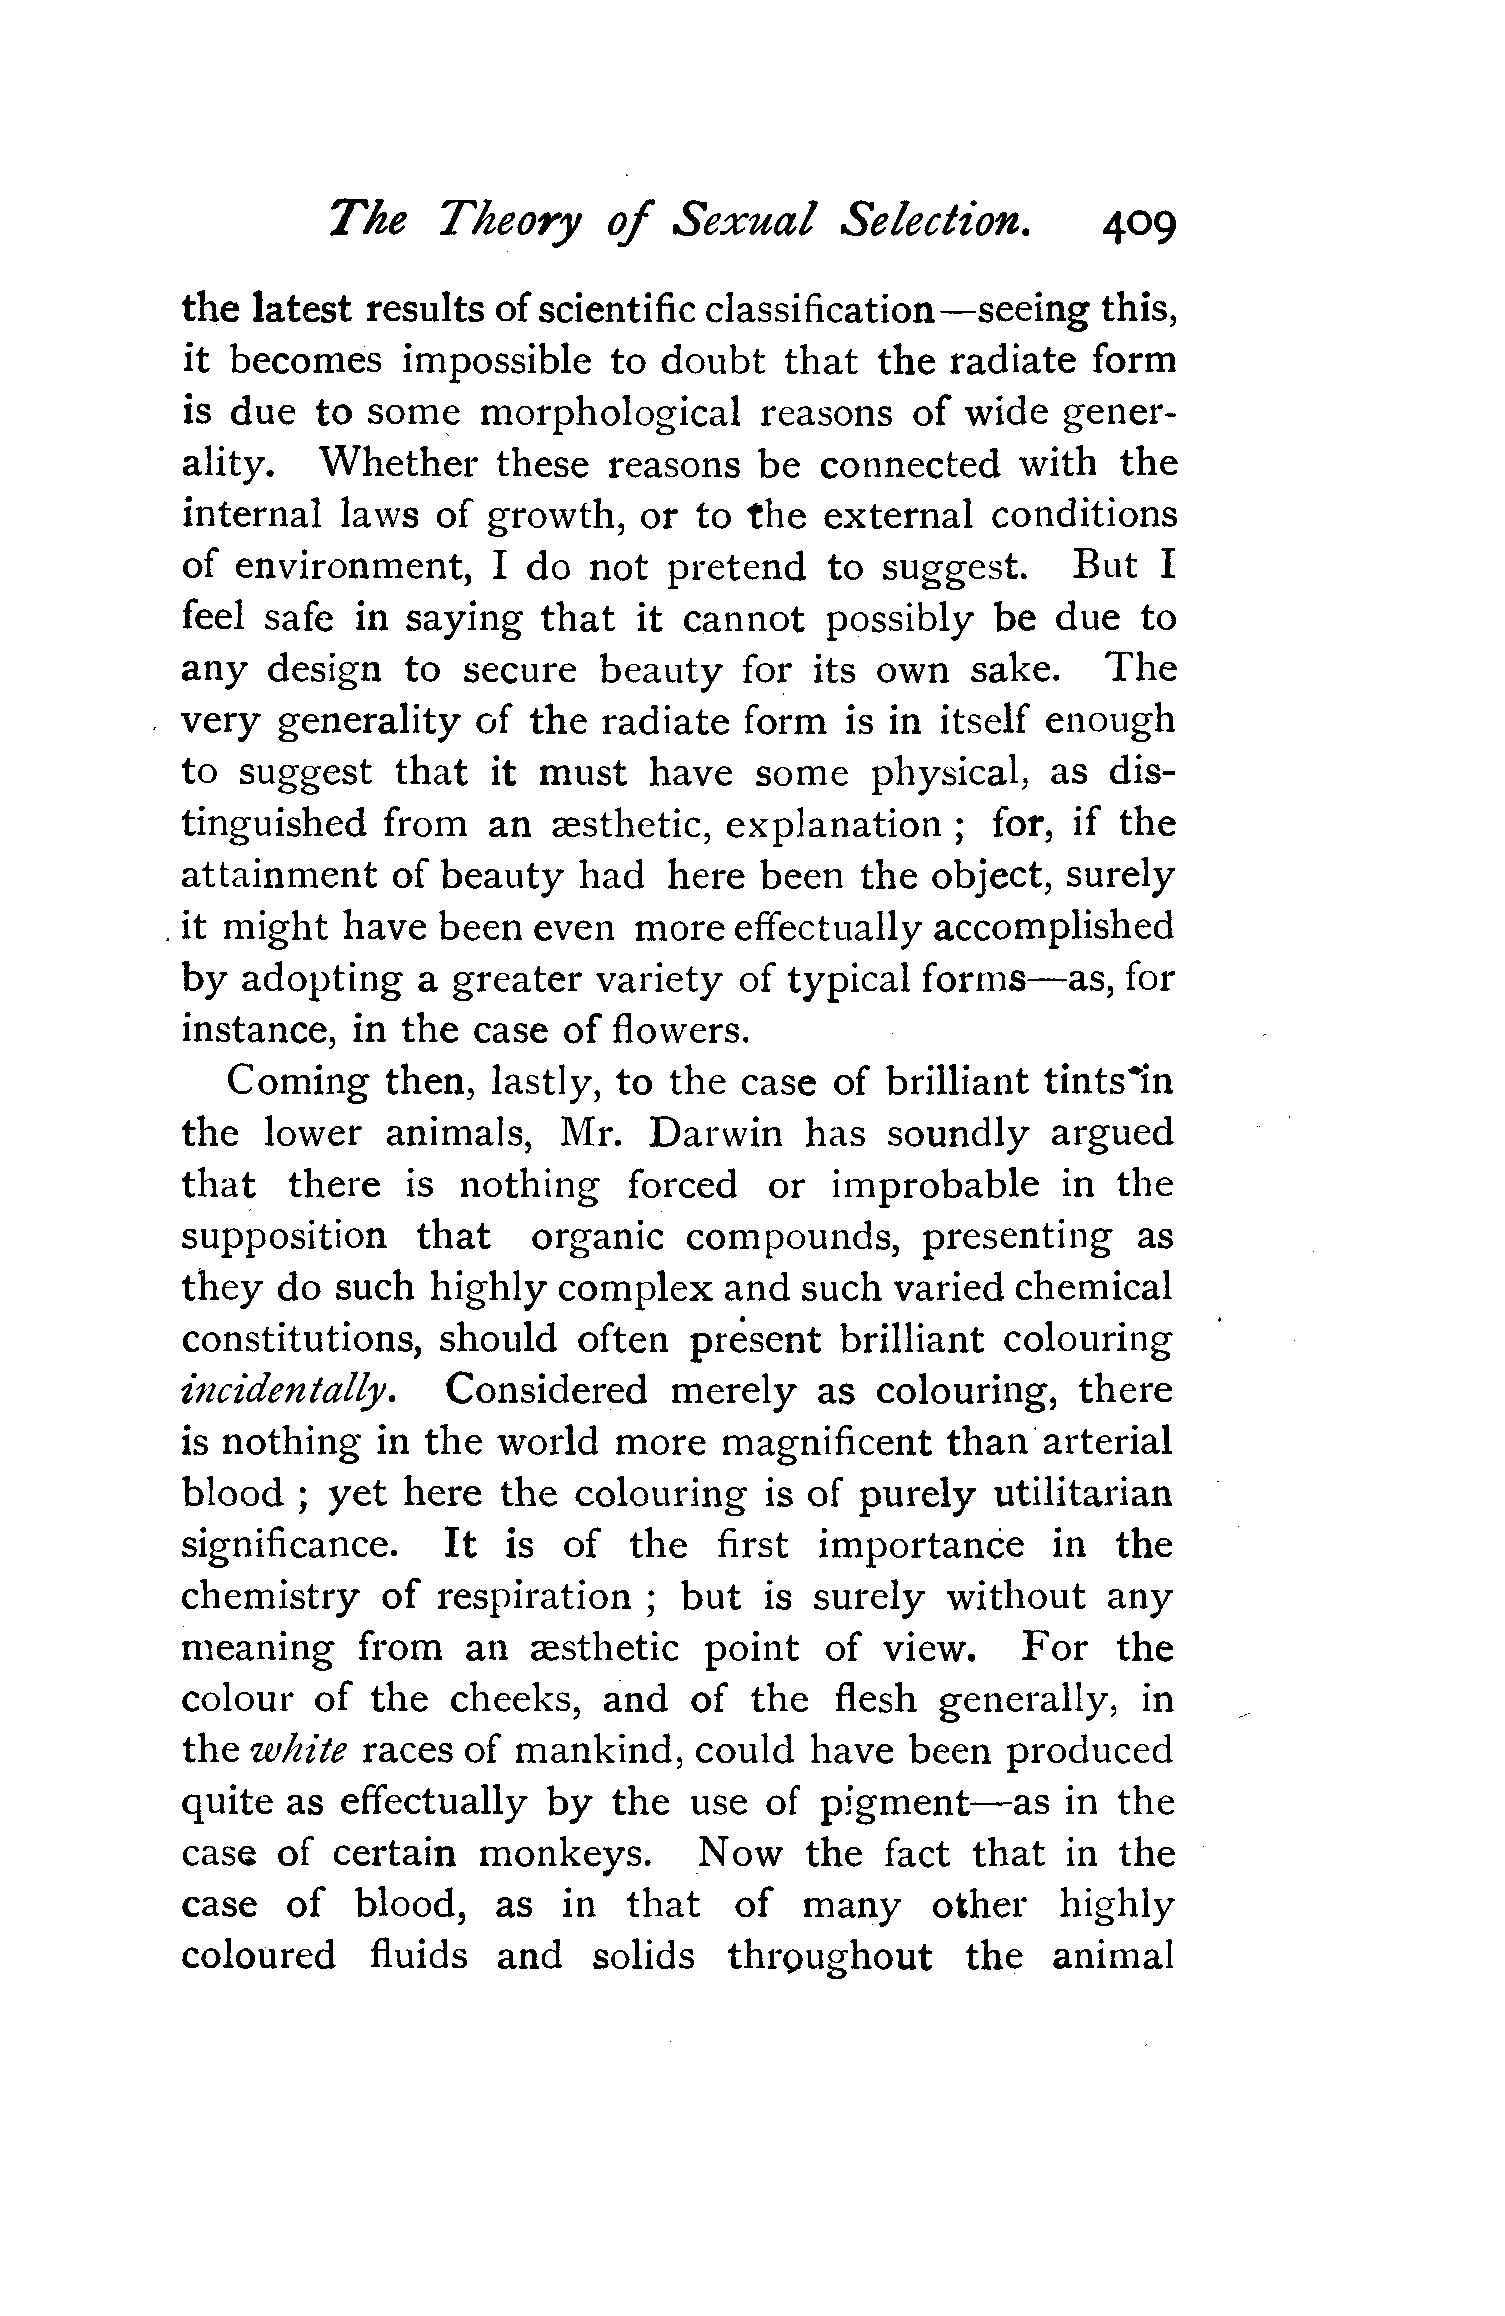 The Theory of Sexual Selection. 409
the latest results of scientific classification—seeing this,
it becomes impossible to doubt that the radiate form
is due to some morphological reasons of wide gener-
ality. Whether these reasons be connected with the
internal laws of growth, or to the external conditions
of environment, I do not pretend to suggest. But I
feel safe in saying that it cannot possibly be due to
any design to secure beauty for its own sake. The
very generality of the radiate form is in itself enough
to suggest that it must have some physical, as dis-
tinguished from an æsthetic, explanation ; for, if the
attainment of beauty had here been the object, surely
it might have been even more effectually accomplished
by adopting a greater variety of typical forms—as, for
instance, in the case of flowers.
Coming then, lastly, to the case of brilliant tints in
the lower animals, Mr. Darwin has soundly argued
that there is nothing forced or improbable in the
supposition that organic compounds, presenting as
they do such highly complex and such varied chemical
constitutions, should often present brilliant colouring
incidentally. Considered merely as colouring, there
is nothing in the world more magnificent than arterial
blood ; yet here the colouring is of purely utilitarian
significance. It is of the first importance in the
chemistry of respiration ; but is surely without any
meaning from an æsthetic point of view. For the
colour of the cheeks, and of the flesh generally, in
the white races of mankind, could have been produced
quite as effectually by the use of pigment—as in the
case of certain monkeys. Now the fact that in the
case of blood, as in that of many other highly
coloured fluids and solids throughout the animal